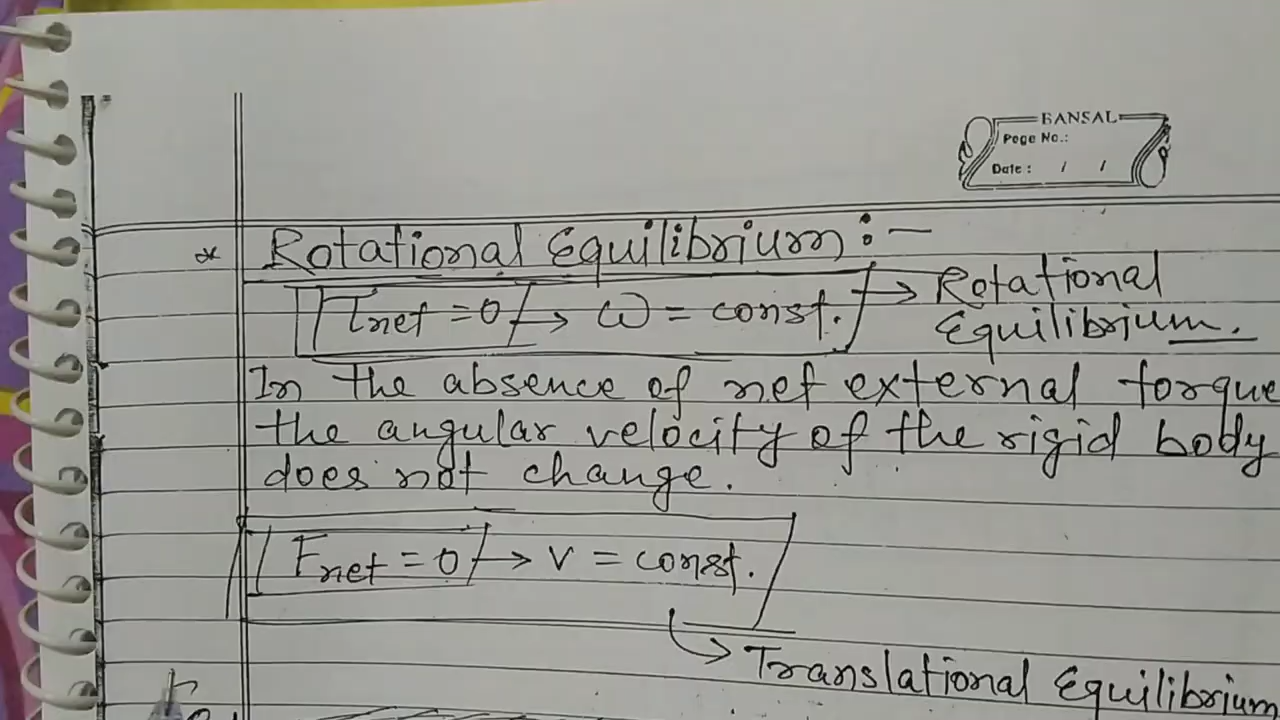 BANSAL
Page No.:
Date : / /
* Rotational Equilibrium :-
τnet = 0 → ω = const. → Rotational
Equilibrium.
In the absence of net external torque
the angular velocity of the rigid body
does not change.
Fnet = 0 → v = const.
→ Translational Equilibrium